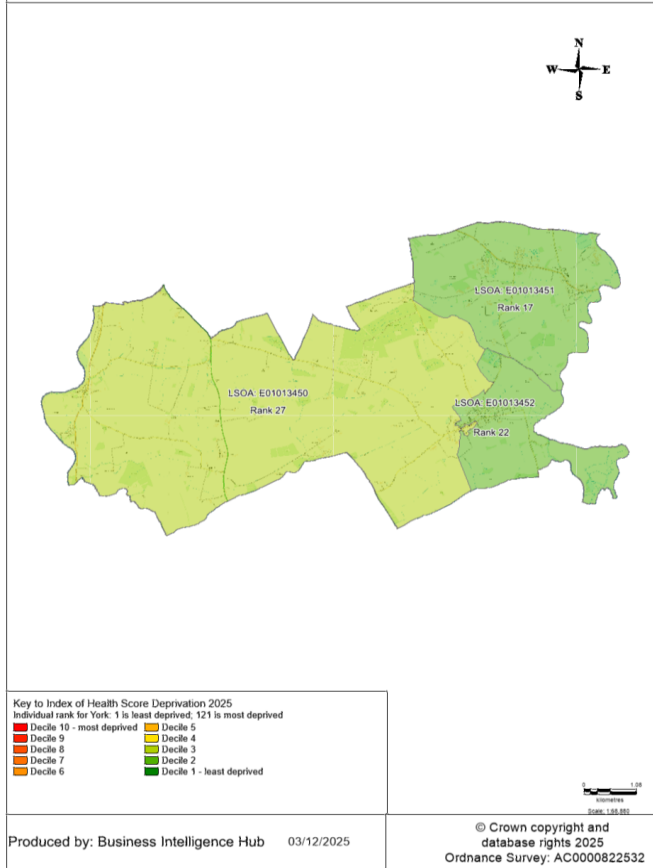 N
W E
S
LSOA: E01013451
Rank 17
LSOA: E01013450
Rank 27
LSOA: E01013452
Rank 22
Key to Index of Health Score Deprivation 2025
Individual rank for York: 1 is least deprived; 121 is most deprived
Decile 10 - most deprived
Decile 9
Decile 8
Decile 7
Decile 6
Decile 5
Decile 4
Decile 3
Decile 2
Decile 1 - least deprived
0 1.08
kilometres
Produced by: Business Intelligence Hub 03/12/2025
© Crown copyright and
database rights 2025
Ordnance Survey: AC0000822532